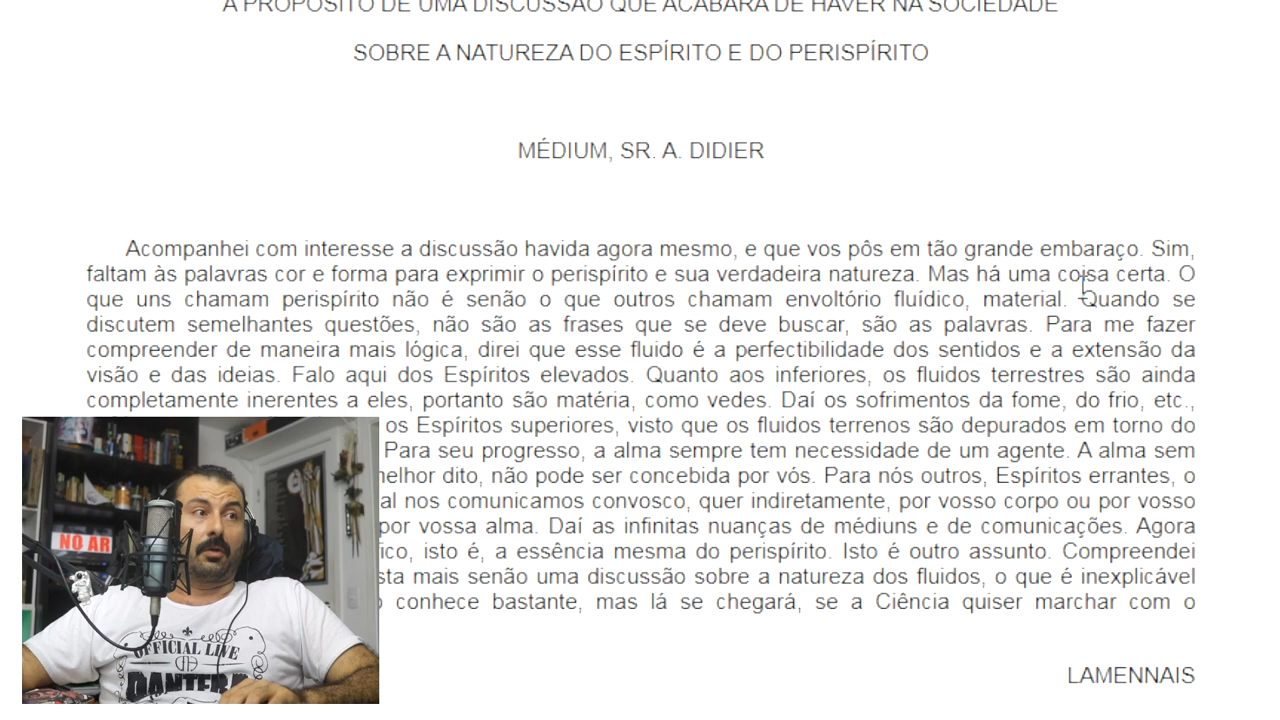 A PROPÓSITO DE UMA DISCUSSÃO QUE ACABARA DE HAVER NA SOCIEDADE
SOBRE A NATUREZA DO ESPÍRITO E DO PERISPÍRITO
MÉDIUM, SR. A. DIDIER
Acompanhei com interesse a discussão havida agora mesmo, e que vos pôs em tão grande embaraço. Sim,
faltam às palavras cor e forma para exprimir o perispírito e sua verdadeira natureza. Mas há uma coisa certa. O
que uns chamam perispírito não é senão o que outros chamam envoltório fluídico, material. Quando se
discutem semelhantes questões, não são as frases que se deve buscar, são as palavras. Para me fazer
compreender de maneira mais lógica, direi que esse fluido é a perfectibilidade dos sentidos e a extensão da
visão e das ideias. Falo aqui dos Espíritos elevados. Quanto aos inferiores, os fluidos terrestres são ainda
completamente inerentes a eles, portanto são matéria, como vedes. Daí os sofrimentos da fome, do frio, etc.,
os Espíritos superiores, visto que os fluidos terrenos são depurados em torno do
Para seu progresso, a alma sempre tem necessidade de um agente. A alma sem
melhor dito, não pode ser concebida por vós. Para nós outros, Espíritos errantes, o
al nos comunicamos convosco, quer indiretamente, por vosso corpo ou por vosso
por vossa alma. Daí as infinitas nuanças de médiuns e de comunicações. Agora
ico, isto é, a essência mesma do perispírito. Isto é outro assunto. Compreendei
sta mais senão uma discussão sobre a natureza dos fluidos, o que é inexplicável
conhece bastante, mas lá se chegará, se a Ciência quiser marchar com o
LAMENNAIS
NO AR
OFFICIAL LIVE
PANTERA